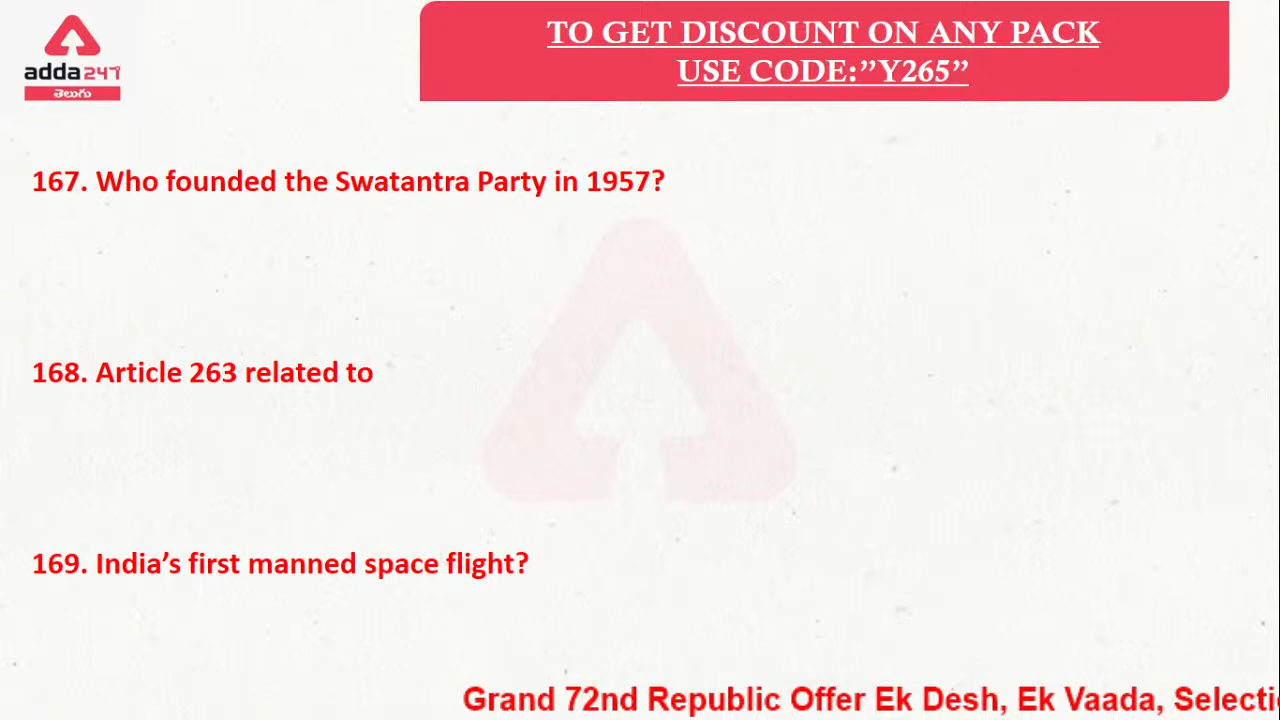 adda247
తెలుగు
TO GET DISCOUNT ON ANY PACK
USE CODE:”Y265”
167. Who founded the Swatantra Party in 1957?
168. Article 263 related to
169. India’s first manned space flight?
Grand 72nd Republic Offer Ek Desh, Ek Vaada, Selecti